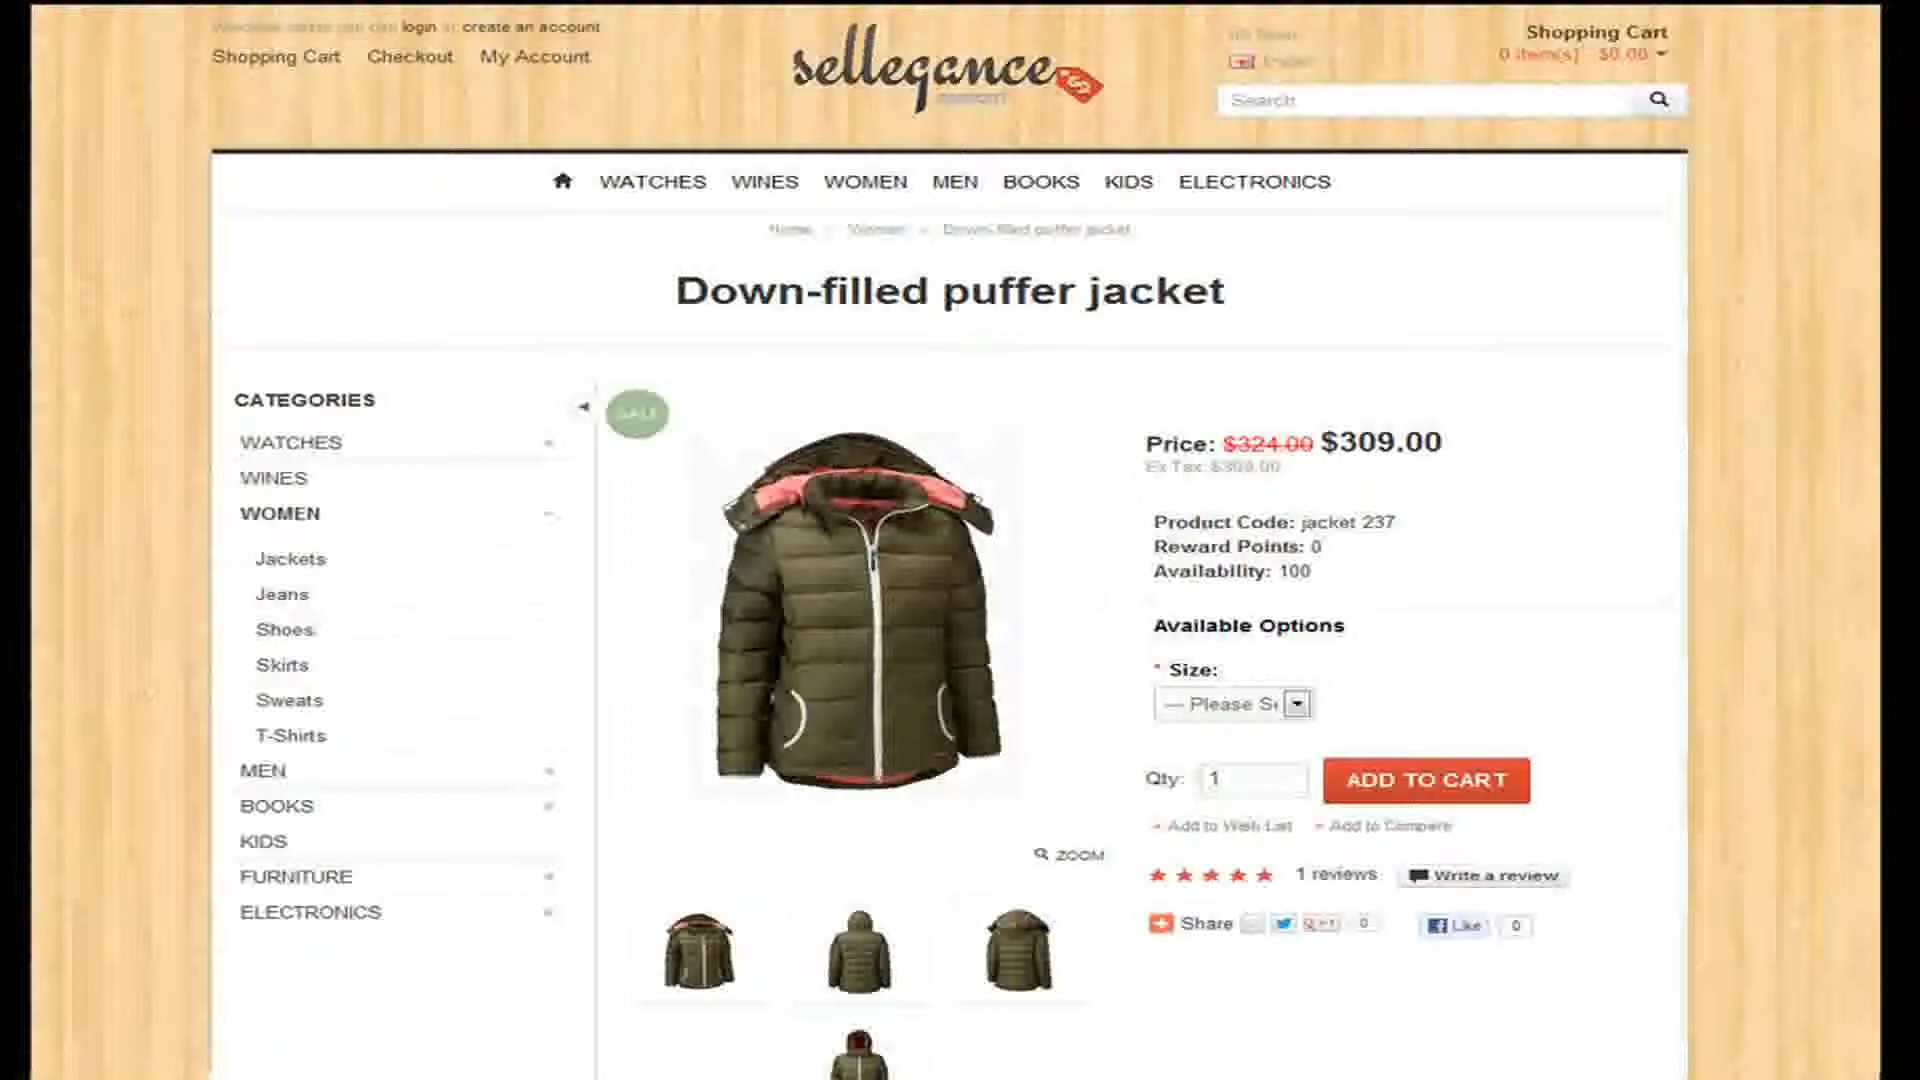 login or create an account
Shopping Cart Checkout My Account
sellegance
Shopping Cart
0 item(s) $0.00
Search
WATCHES WINES WOMEN MEN BOOKS KIDS ELECTRONICS
Home Women Down-filled puffer jacket
Down-filled puffer jacket
CATEGORIES
WATCHES
WINES
WOMEN
Jackets
Jeans
Shoes
Skirts
Sweats
T-Shirts
MEN
BOOKS
KIDS
FURNITURE
ELECTRONICS
SALE
ZOOM
Price: $324.00 $309.00
Ex Tax: $309.00
Product Code: jacket 237
Reward Points: 0
Availability: 100
Available Options
* Size:
--- Please Se
Qty: 1 ADD TO CART
Add to Wish List Add to Compare
1 reviews Write a review
Share +1 0 Like 0